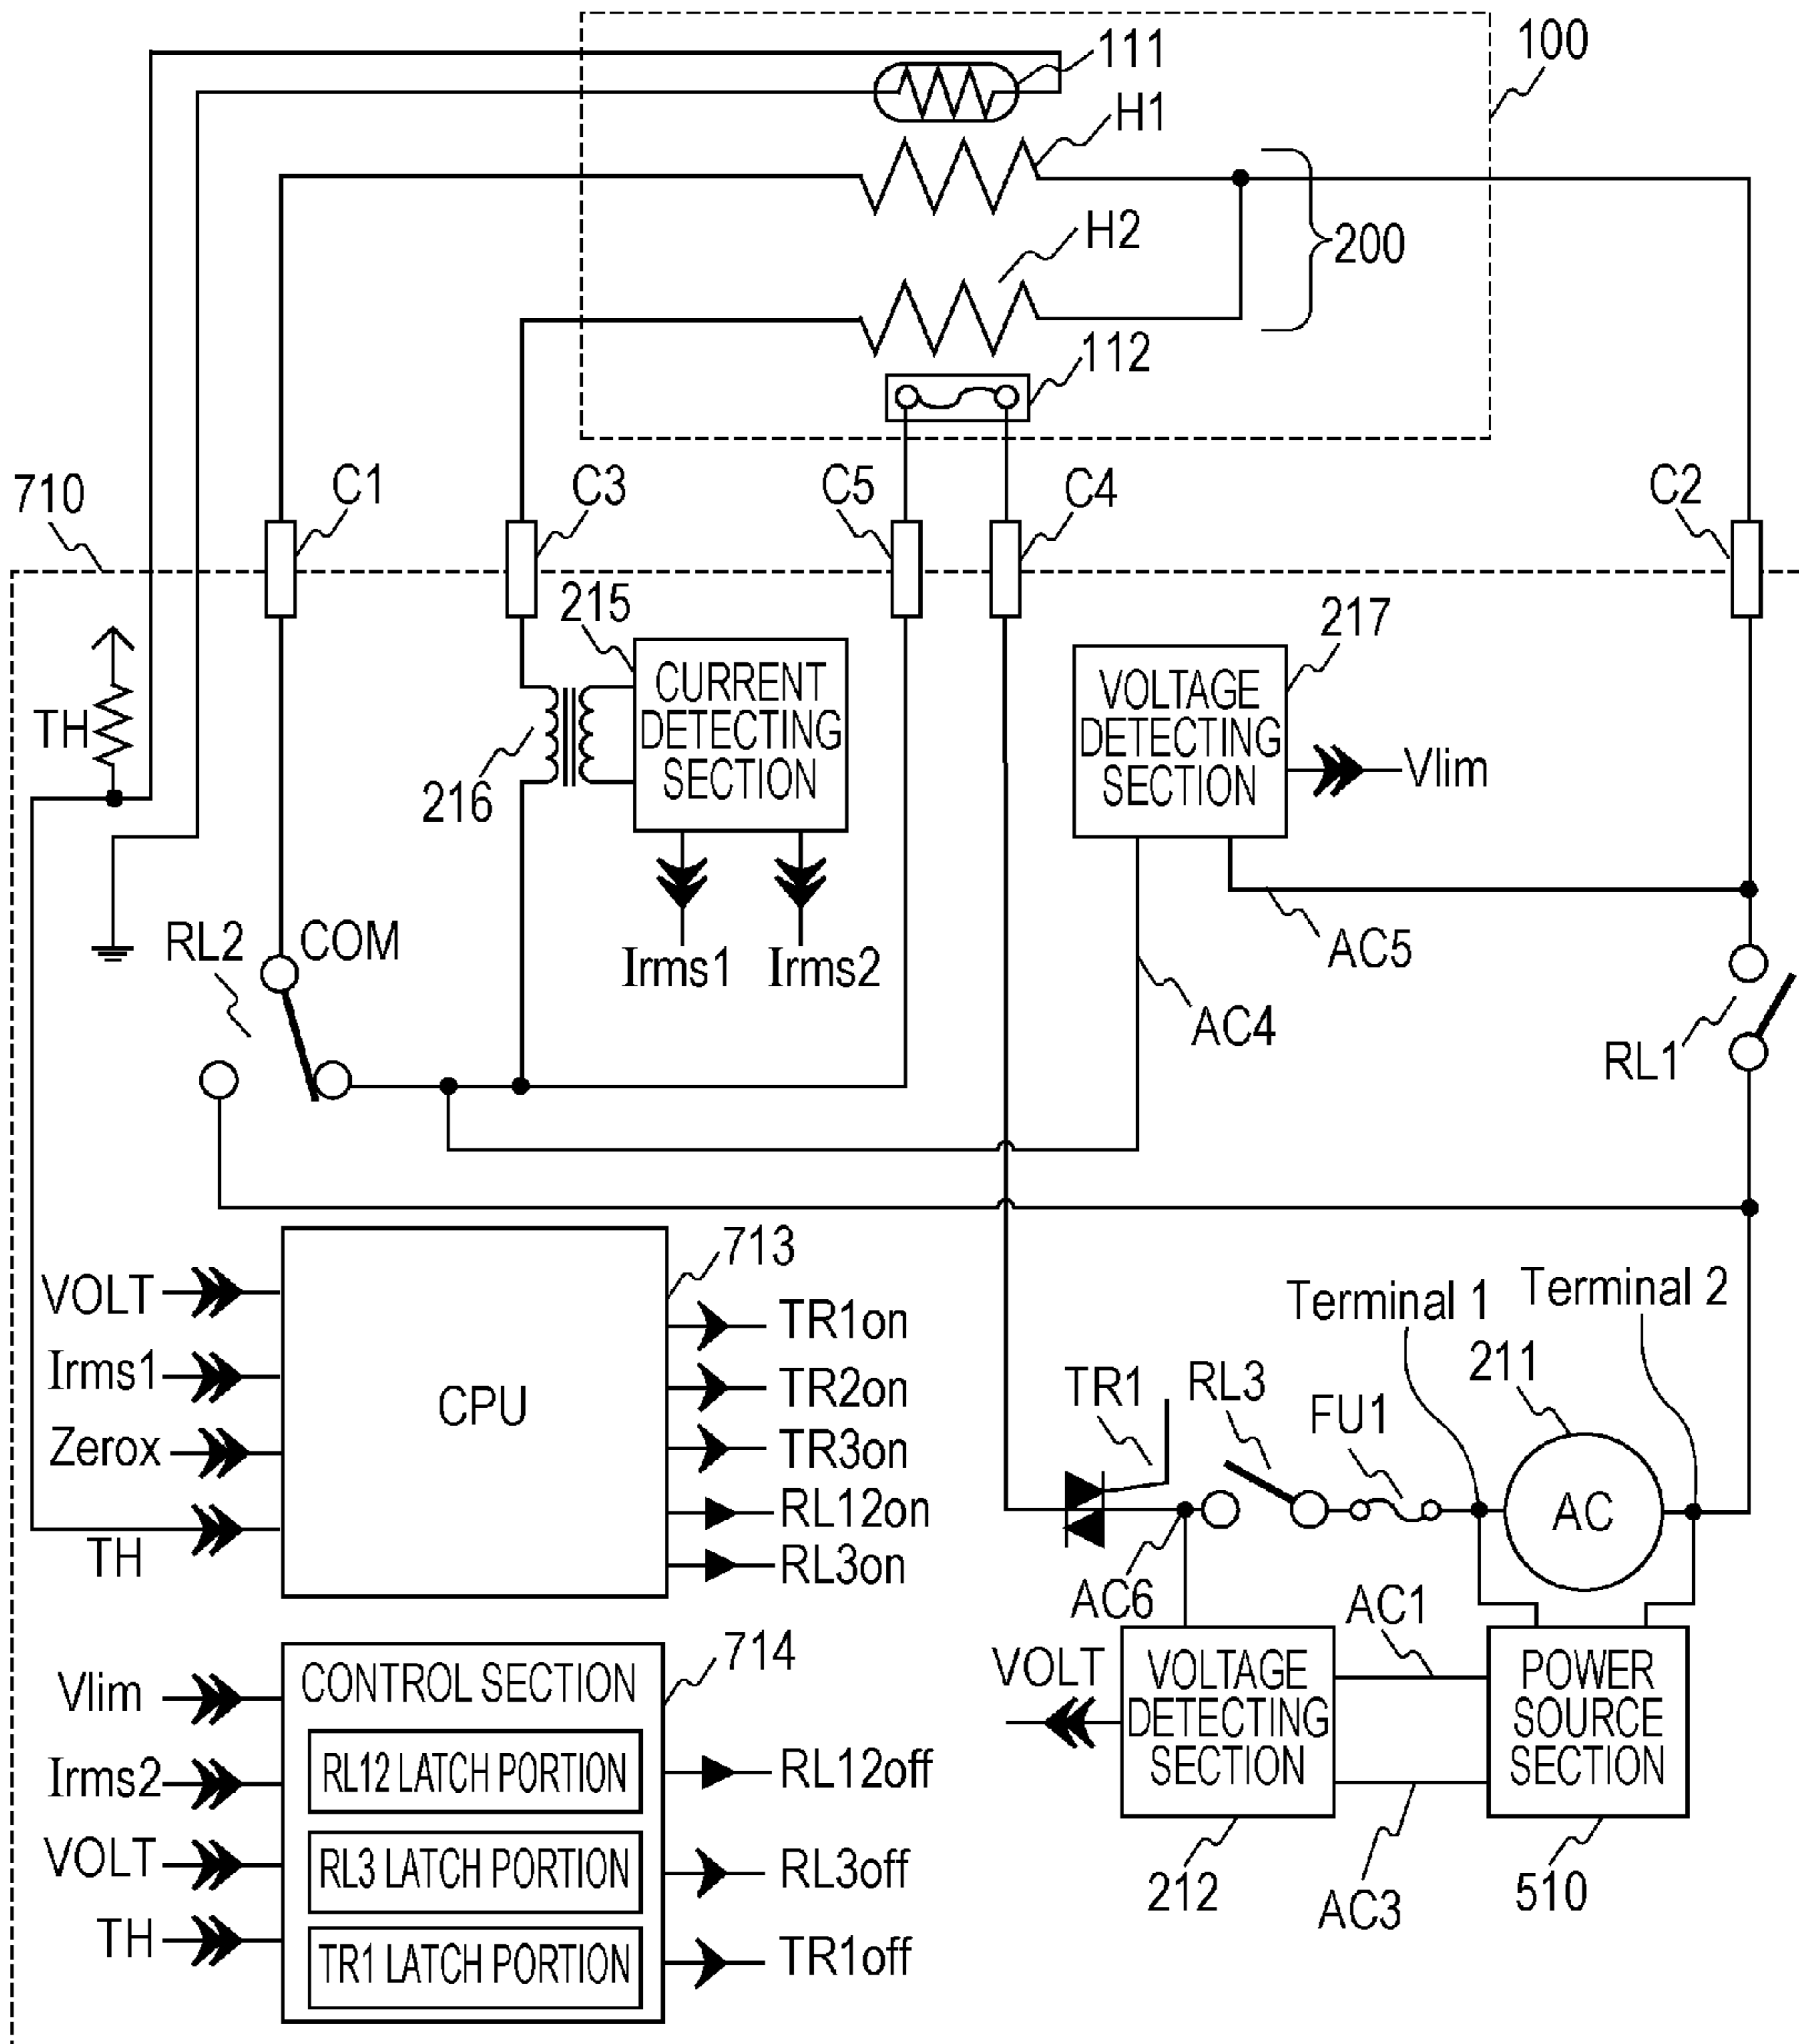 100
111
H1
H2
200
112
710
C1
C3
C5
C4
C2
215
217
CURRENT
DETECTING
SECTION
VOLTAGE
DETECTING
SECTION
Vlim
TH
216
RL2
COM
Irms1
Irms2
AC5
AC4
RL1
713
VOLT
Irms1
Zerox
TH
CPU
TR1on
TR2on
TR3on
RL12on
RL3on
Terminal 1
Terminal 2
211
TR1
RL3
FU1
AC
AC6
AC1
714
Vlim
Irms2
VOLT
TH
CONTROL SECTION
RL12 LATCH PORTION
RL3 LATCH PORTION
TR1 LATCH PORTION
RL12off
RL3off
TR1off
VOLT
VOLTAGE
DETECTING
SECTION
POWER
SOURCE
SECTION
212
AC3
510